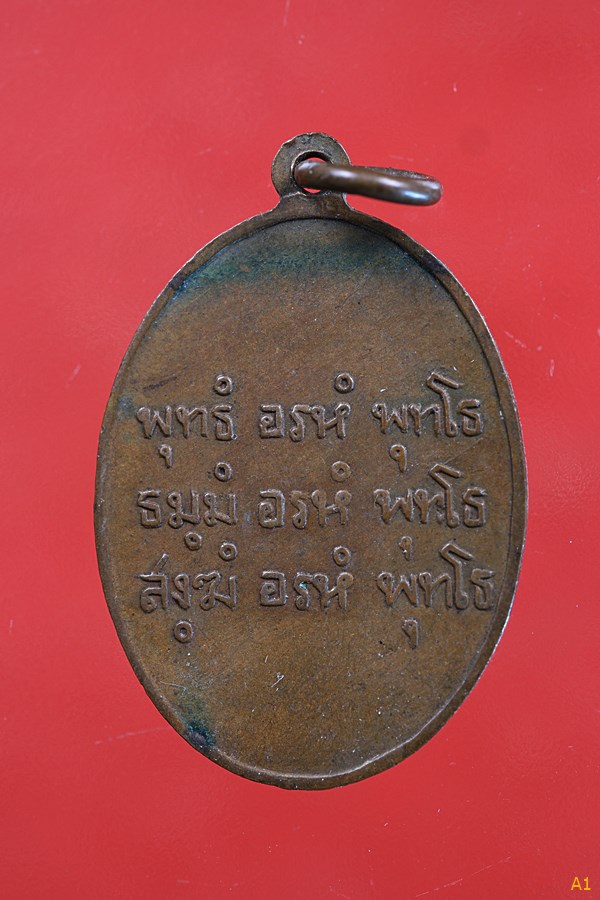 พุทธํ อรหํ พุทโธ
ธมฺมํ อรหํ พุทโธ
สงฺฆํ อรหํ พุทโธ
A1